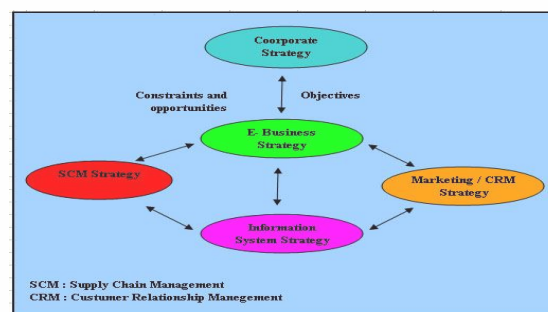 Coorporate
Strategy
Constraints and
opportunities
Objectives
E- Business
Strategy
SCM Strategy
Marketing / CRM
Strategy
Information
System Strategy
SCM : Supply Chain Management
CRM : Custumer Relationship Manegement